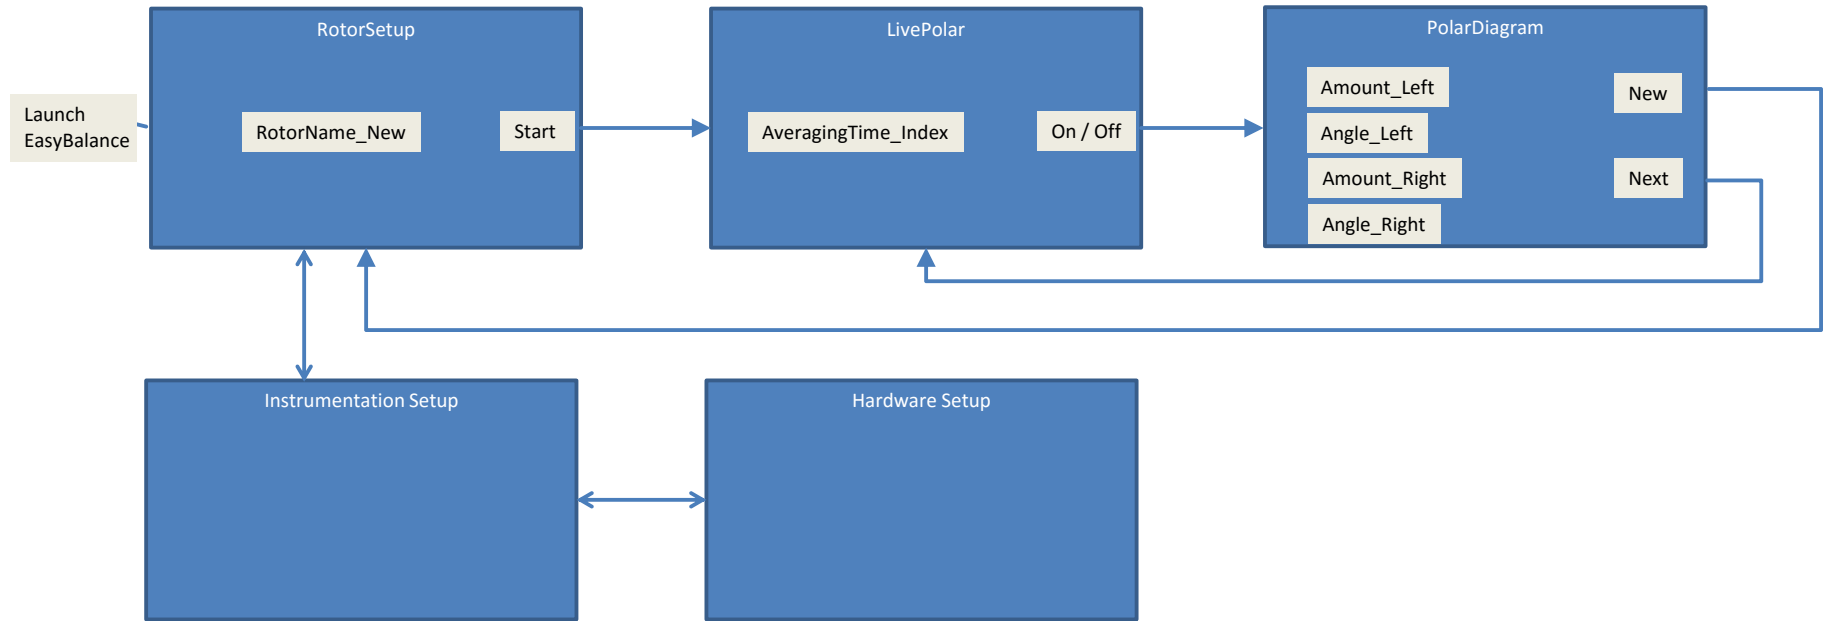 RotorSetup
LivePolar
PolarDiagram
Launch
EasyBalance
RotorName_New
Start
AveragingTime_Index
On / Off
Amount_Left
Angle_Left
Amount_Right
Angle_Right
New
Next
Instrumentation Setup
Hardware Setup